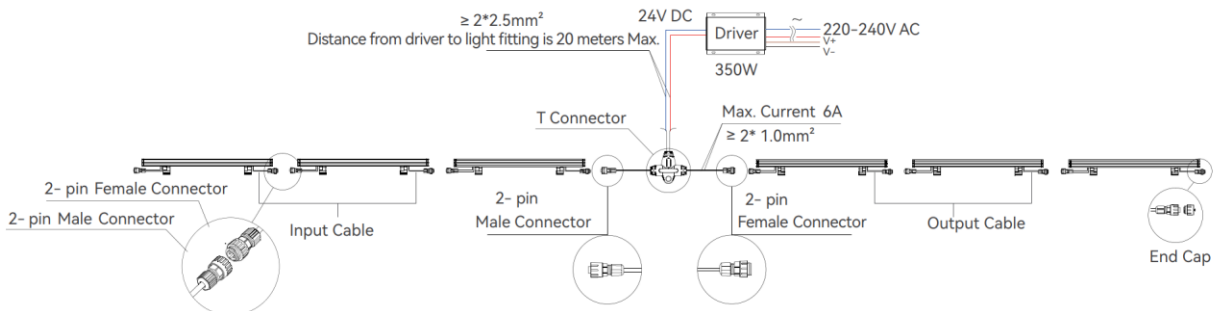 ≥ 2*2.5mm²
Distance from driver to light fitting is 20 meters Max.
24V DC
Driver
350W
~
220-240V AC
V+
V-
T Connector
Max. Current 6A
≥ 2* 1.0mm²
2- pin Female Connector
2- pin Male Connector
Input Cable
2- pin
Male Connector
2- pin
Female Connector
Output Cable
End Cap